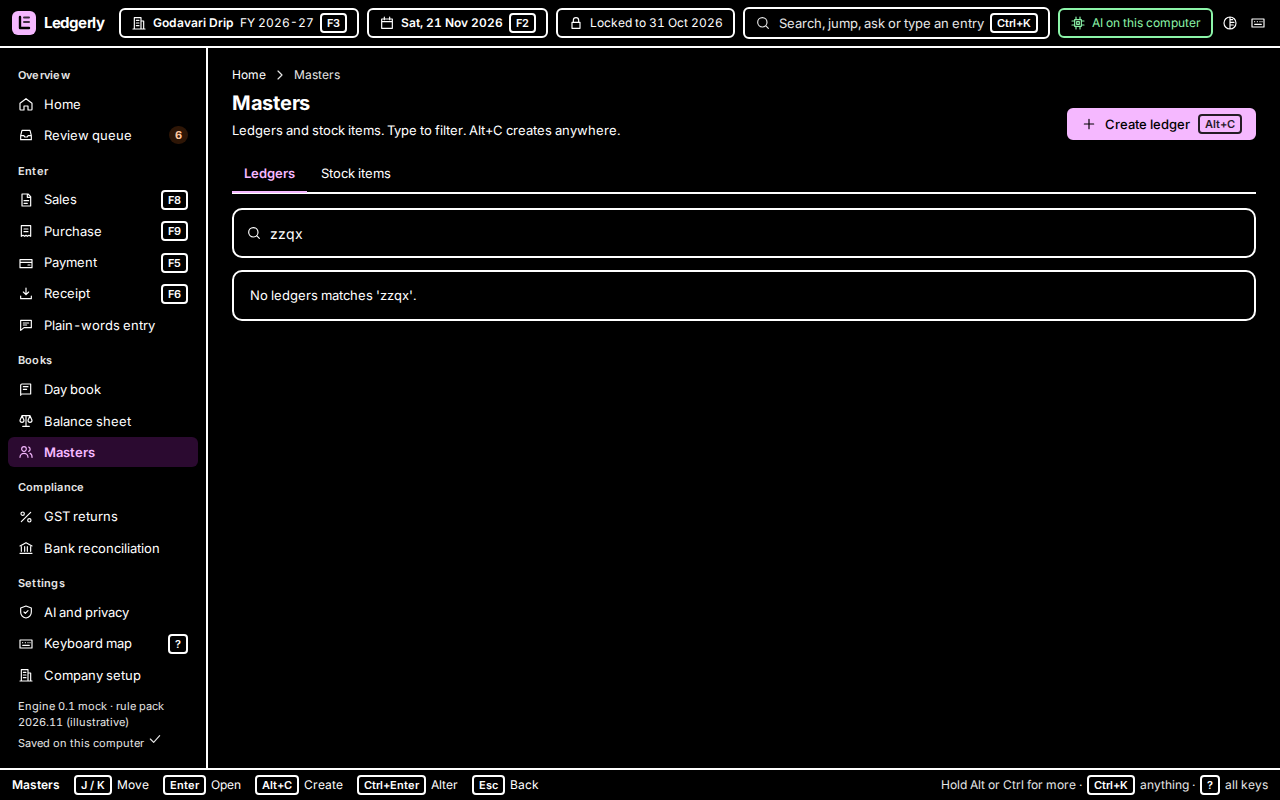 Ledgerly
Godavari Drip FY 2026-27 F3
Sat, 21 Nov 2026 F2
Locked to 31 Oct 2026
Search, jump, ask or type an entry Ctrl+K
AI on this computer
Overview
Home
Review queue 6
Enter
Sales F8
Purchase F9
Payment F5
Receipt F6
Plain-words entry
Books
Day book
Balance sheet
Masters
Compliance
GST returns
Bank reconciliation
Settings
AI and privacy
Keyboard map ?
Company setup
Engine 0.1 mock · rule pack
2026.11 (illustrative)
Saved on this computer
Home > Masters
Masters
Ledgers and stock items. Type to filter. Alt+C creates anywhere.
Create ledger Alt+C
Ledgers Stock items
zzqx
No ledgers matches 'zzqx'.
Masters J / K Move Enter Open Alt+C Create Ctrl+Enter Alter Esc Back
Hold Alt or Ctrl for more · Ctrl+K anything · ? all keys